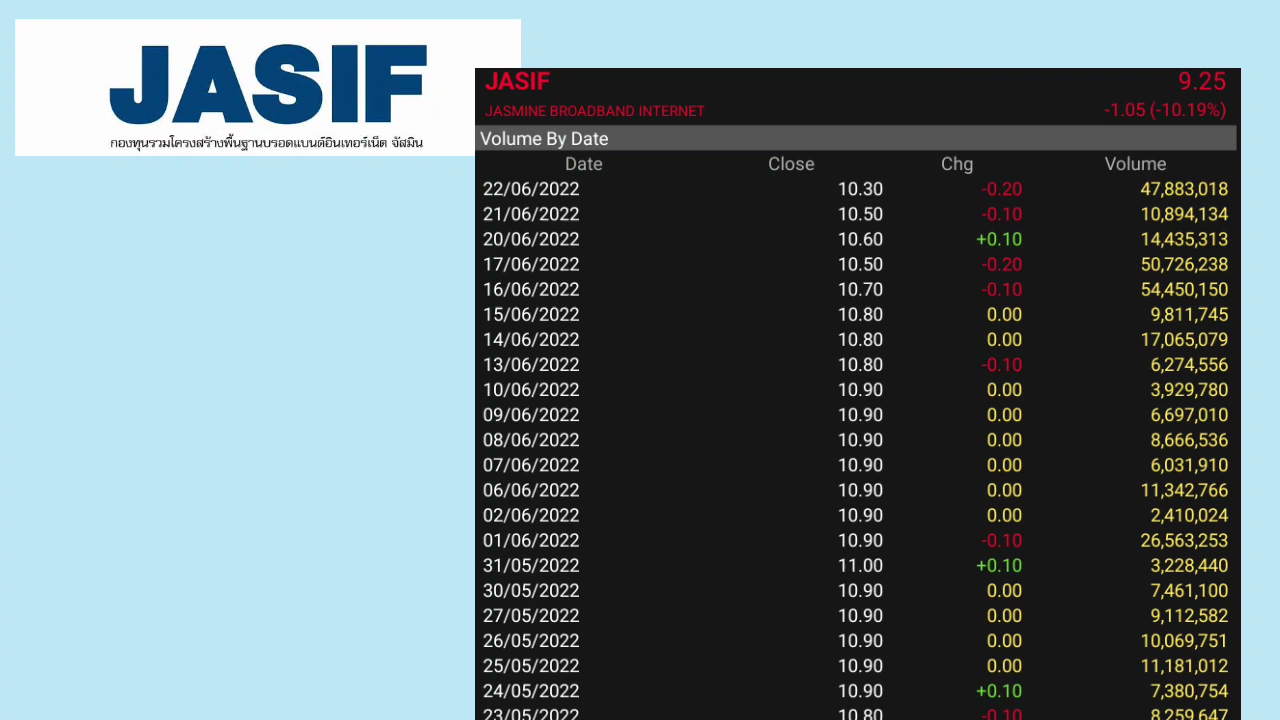 JASIF
กองทุนรวมโครงสร้างพื้นฐานบรอดแบนด์อินเทอร์เน็ต จัสมิน
JASIF 9.25
JASMINE BROADBAND INTERNET -1.05 (-10.19%)
Volume By Date
Date Close Chg Volume
22/06/2022 10.30 -0.20 47,883,018
21/06/2022 10.50 -0.10 10,894,134
20/06/2022 10.60 +0.10 14,435,313
17/06/2022 10.50 -0.20 50,726,238
16/06/2022 10.70 -0.10 54,450,150
15/06/2022 10.80 0.00 9,811,745
14/06/2022 10.80 0.00 17,065,079
13/06/2022 10.80 -0.10 6,274,556
10/06/2022 10.90 0.00 3,929,780
09/06/2022 10.90 0.00 6,697,010
08/06/2022 10.90 0.00 8,666,536
07/06/2022 10.90 0.00 6,031,910
06/06/2022 10.90 0.00 11,342,766
02/06/2022 10.90 0.00 2,410,024
01/06/2022 10.90 -0.10 26,563,253
31/05/2022 11.00 +0.10 3,228,440
30/05/2022 10.90 0.00 7,461,100
27/05/2022 10.90 0.00 9,112,582
26/05/2022 10.90 0.00 10,069,751
25/05/2022 10.90 0.00 11,181,012
24/05/2022 10.90 +0.10 7,380,754
23/05/2022 10.80 -0.10 8,259,647